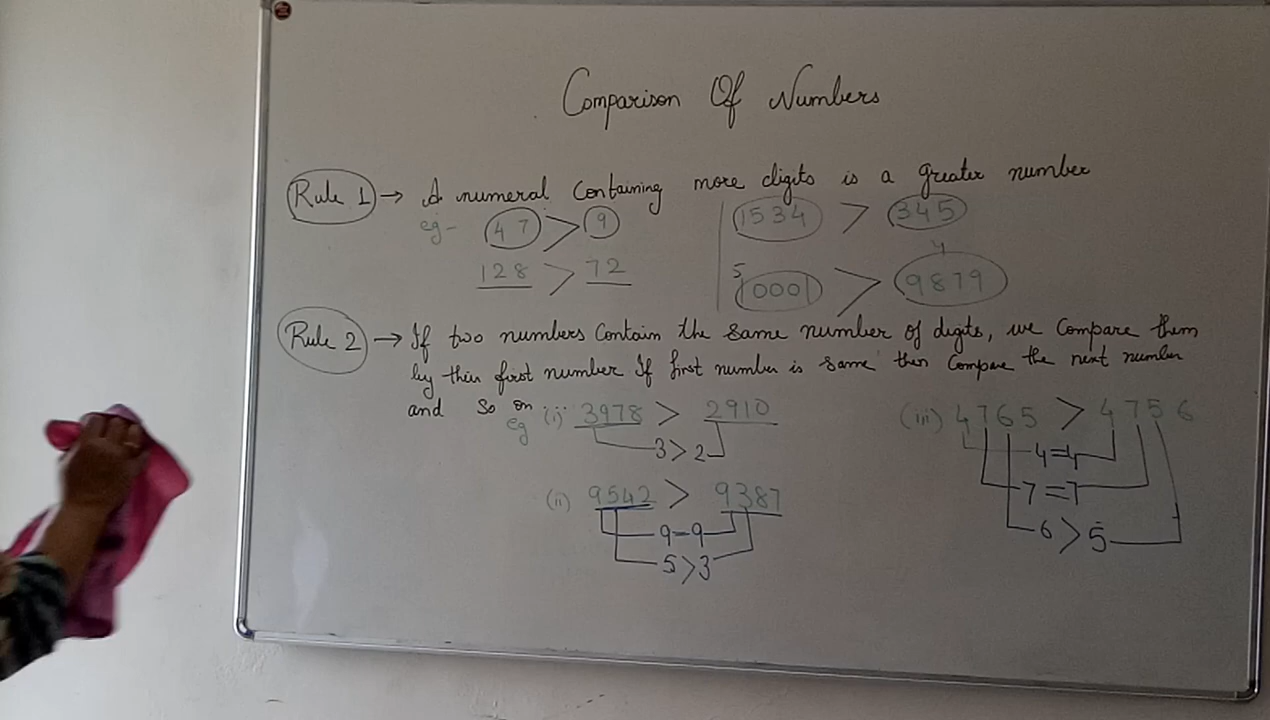 Comparison Of Numbers
Rule 1 → A numeral Containing more digits is a greater number
eg- 47 > 9
128 > 72
1534 > 345
5 4
10001 > 9879
Rule 2 → If two numbers Contain the same number of digits, we Compare them
by thin first number If first number is same then Compare the next number
and so on
eg (i) 3978 > 2910
3 > 2
(ii) 9542 > 9387
9=9
5>3
(iii) 4765 > 4756
4=4
7=7
6 > 5